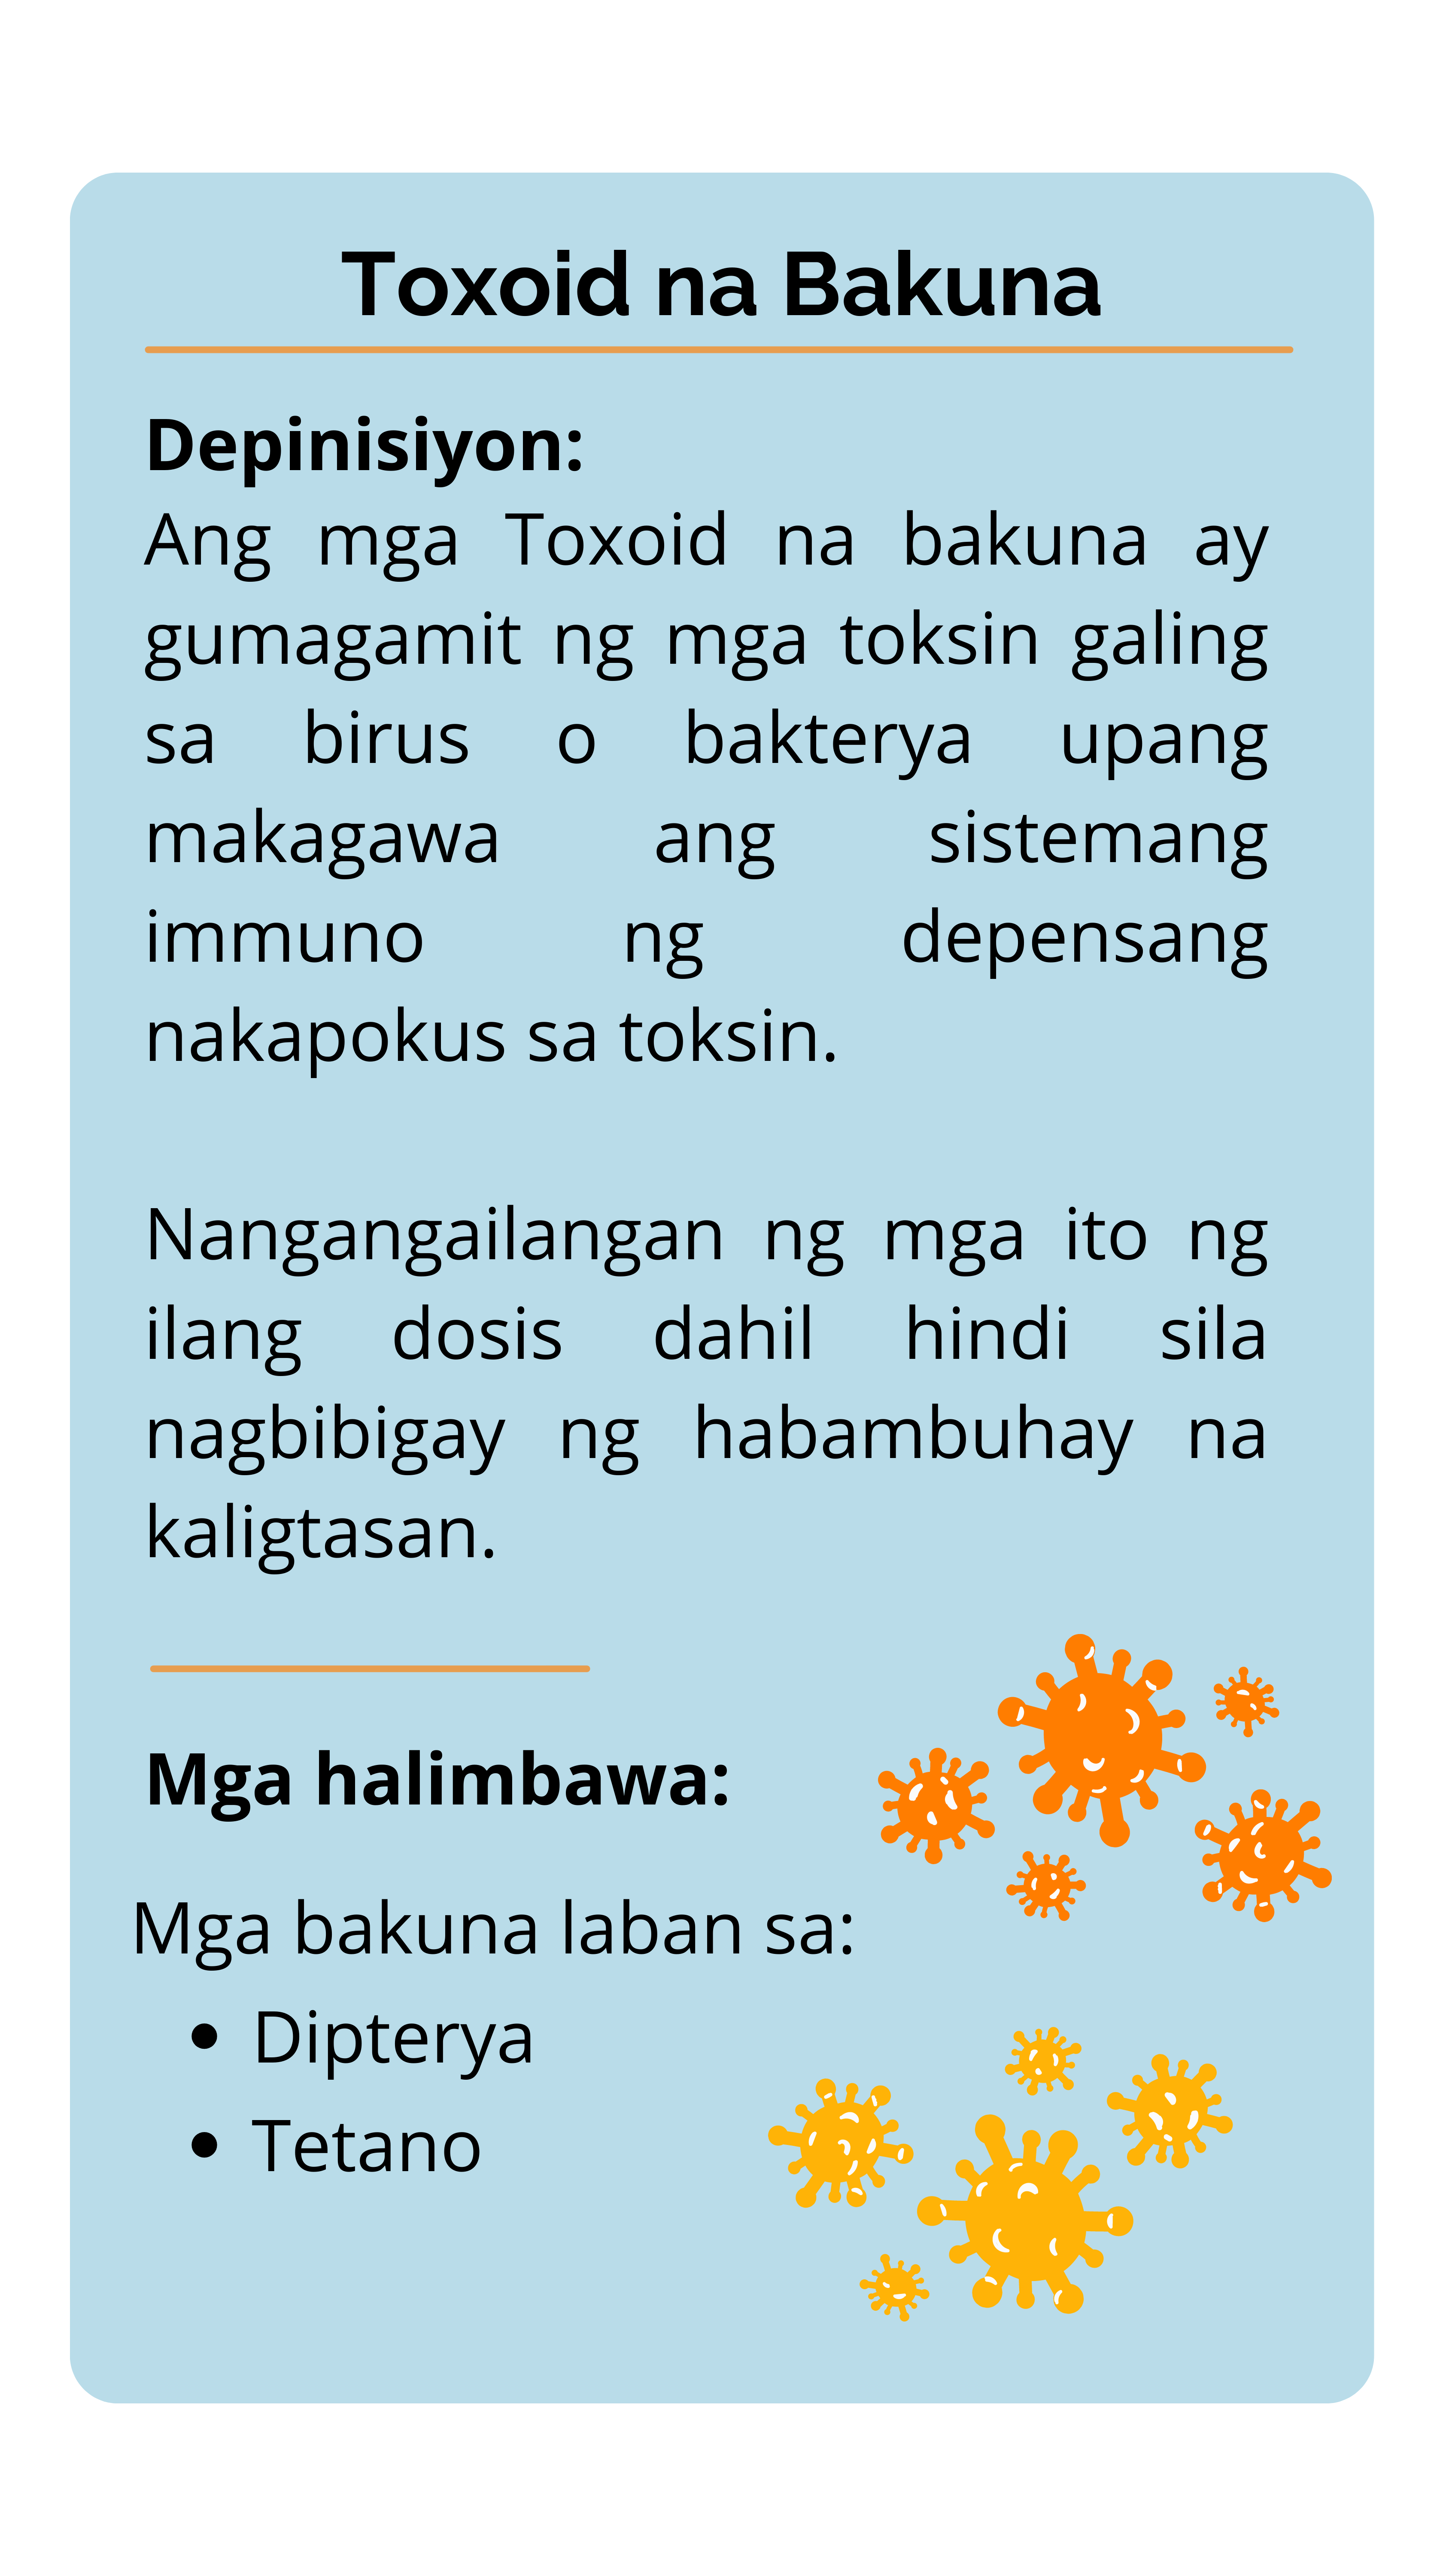 Toxoid na Bakuna
Depinisiyon:
Ang mga Toxoid na bakuna ay
gumagamit ng mga toksin galing
sa birus o bakterya upang
makagawa ang sistemang
immuno ng depensang
nakapokus sa toksin.
Nangangailangan ng mga ito ng
ilang dosis dahil hindi sila
nagbibigay ng habambuhay na
kaligtasan.
Mga halimbawa:
Mga bakuna laban sa:
• Dipterya
• Tetano